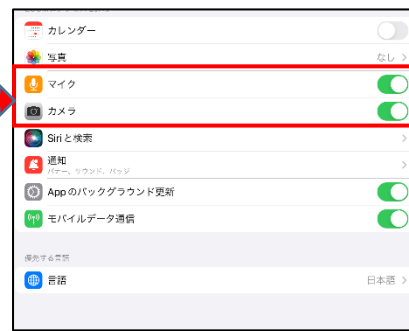 カレンダー
写真 なし
マイク
カメラ
Siriと検索
通知
バナー、サウンド、バッジ
Appのバックグラウンド更新
モバイルデータ通信
優先する言語
言語 日本語